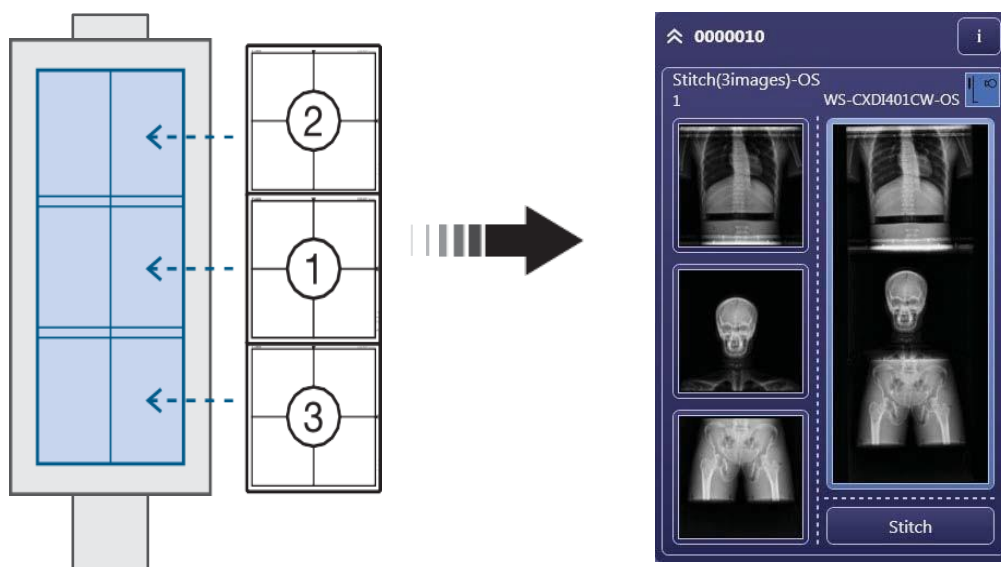 2
1
3
0000010
i
Stitch(3images)-OS
1
WS-CXDI401CW-OS
Stitch